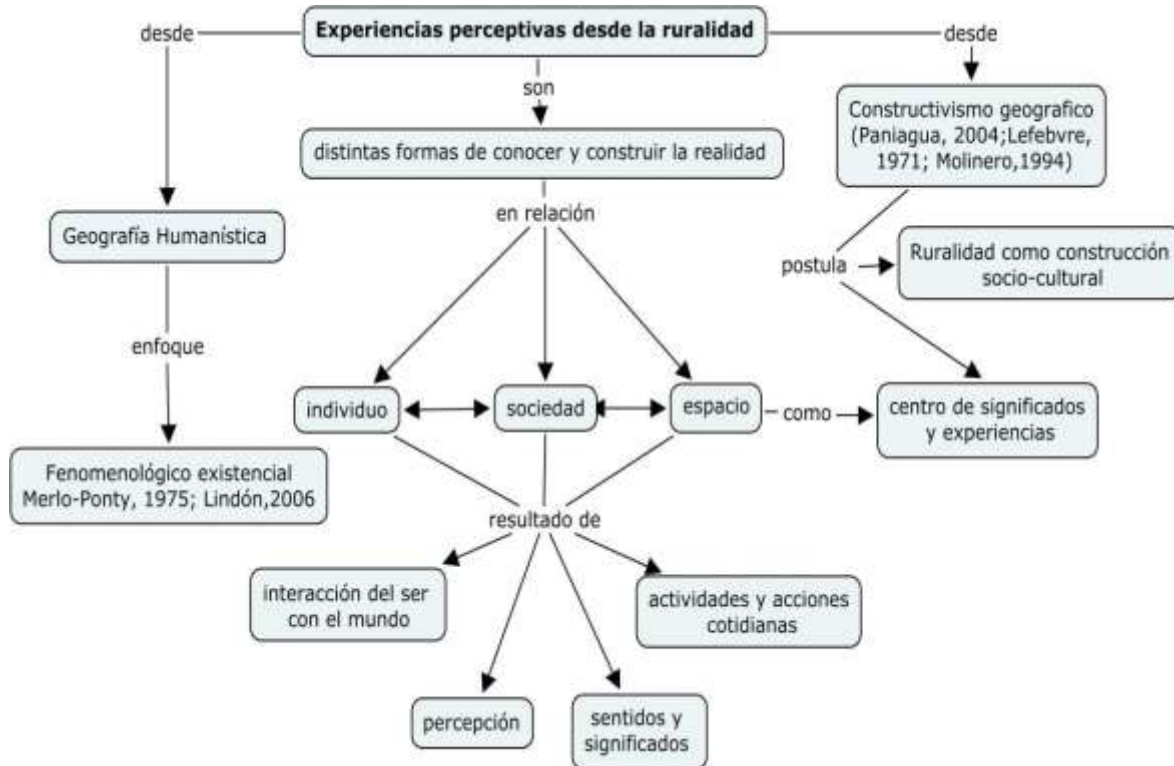 Experiencias perceptivas desde la ruralidad
desde
son
desde
distintas formas de conocer y construir la realidad
Constructivismo geografico
(Paniagua, 2004;Lefebvre,
1971; Molinero,1994)
en relación
Geografía Humanística
postula
Ruralidad como construcción
socio-cultural
enfoque
individuo
sociedad
espacio
como
centro de significados
y experiencias
Fenomenológico existencial
Merlo-Ponty, 1975; Lindón,2006
resultado de
interacción del ser
con el mundo
actividades y acciones
cotidianas
percepción
sentidos y
significados